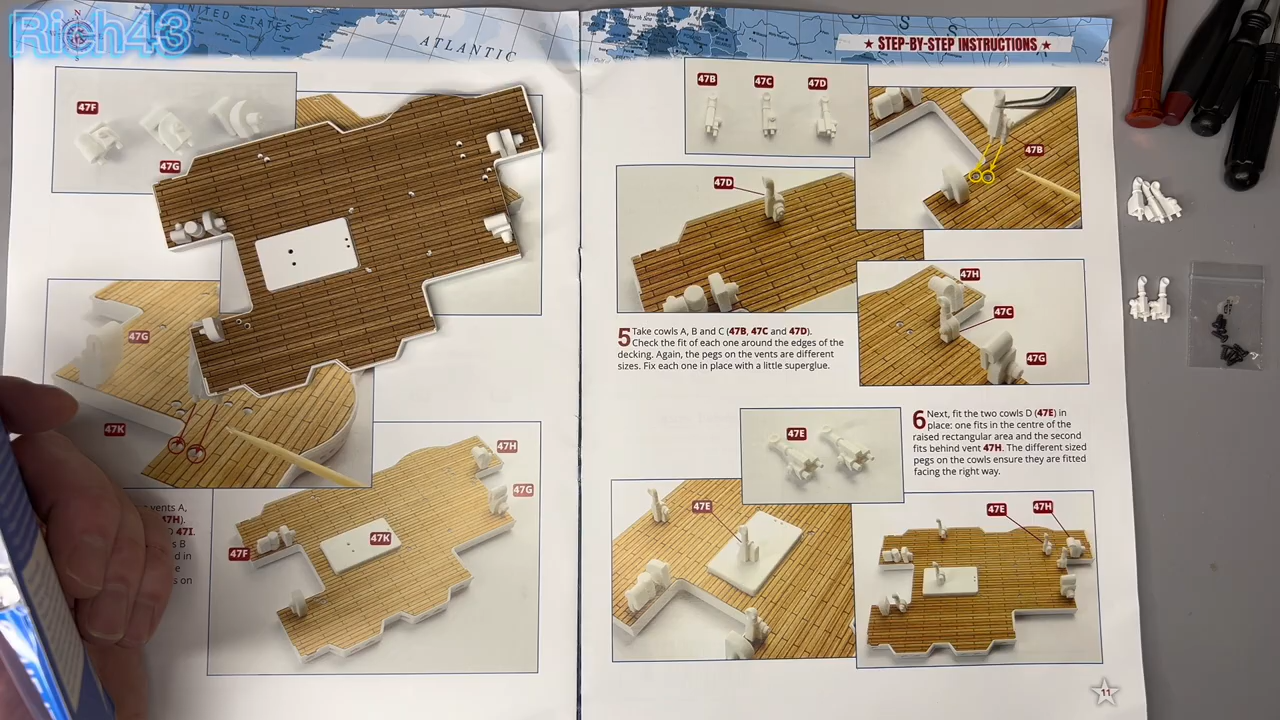 Rich43
UNITED STATES
ATLANTIC
★ STEP-BY-STEP INSTRUCTIONS ★
47F
47G
47G
47K
vents A,
47H).
47I.
s B
d in
e
s on
47H
47G
47K
47F
47B
47C
47D
47B
47D
47H
47C
47G
5 Take cowls A, B and C (47B, 47C and 47D).
Check the fit of each one around the edges of the
decking. Again, the pegs on the vents are different
sizes. Fix each one in place with a little superglue.
47E
6 Next, fit the two cowls D (47E) in
place: one fits in the centre of the
raised rectangular area and the second
fits behind vent 47H. The different sized
pegs on the cowls ensure they are fitted
facing the right way.
47E
47E
47H
11